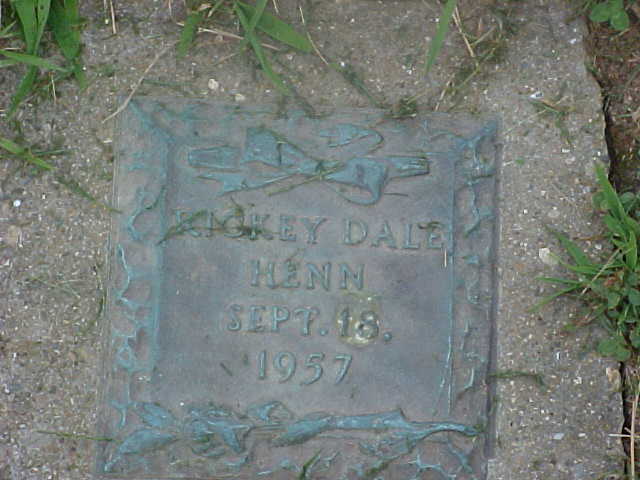 RICKEY DALE
HENN
SEPT. 18,
1957